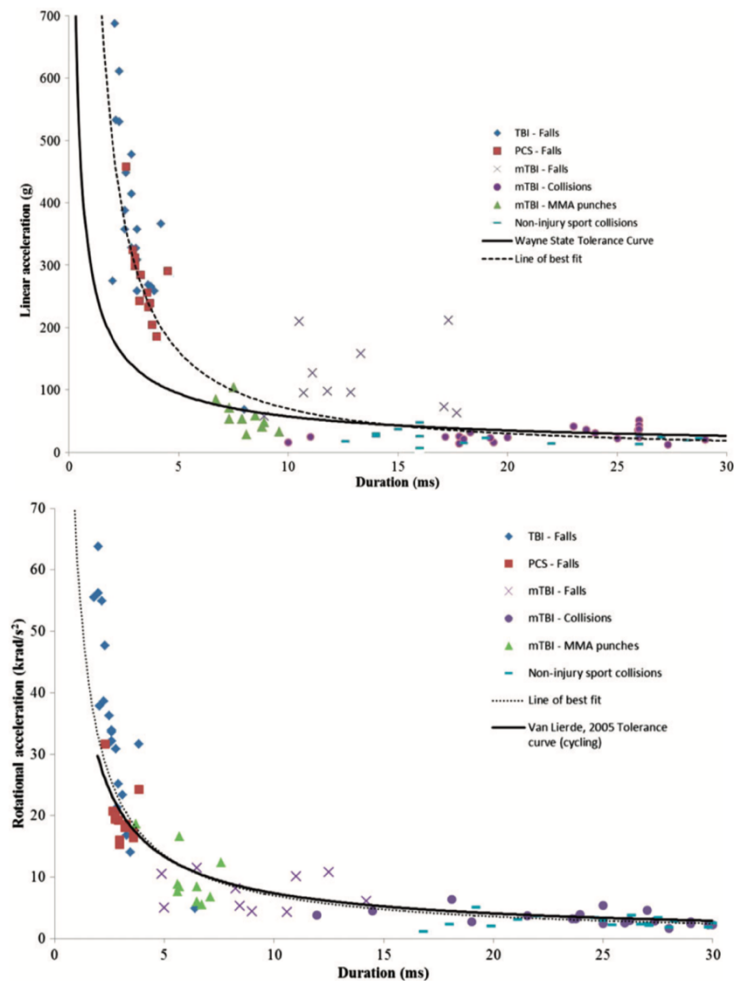 700
600
500
400
300
200
100
0
Linear acceleration (g)
TBI - Falls
PCS - Falls
mTBI - Falls
mTBI - Collisions
mTBI - MMA punches
Non-injury sport collisions
Wayne State Tolerance Curve
Line of best fit
0 5 10 15 20 25 30
Duration (ms)
70
60
50
40
30
20
10
0
Rotational acceleration (krad/s²)
TBI - Falls
PCS - Falls
mTBI - Falls
mTBI - Collisions
mTBI - MMA punches
Non-injury sport collisions
Line of best fit
Van Lierde, 2005 Tolerance
curve (cycling)
0 5 10 15 20 25 30
Duration (ms)